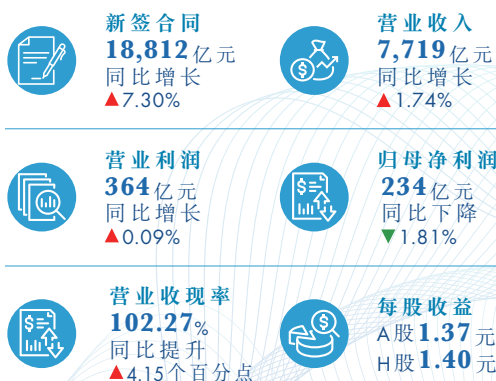 新签合同
18,812亿元
同比增长
▲7.30%
营业收入
7,719亿元
同比增长
▲1.74%
营业利润
364亿元
同比增长
▲0.09%
归母净利润
234亿元
同比下降
▼1.81%
营业收现率
102.27%
同比提升
▲4.15个百分点
每股收益
A股1.37元
H股1.40元